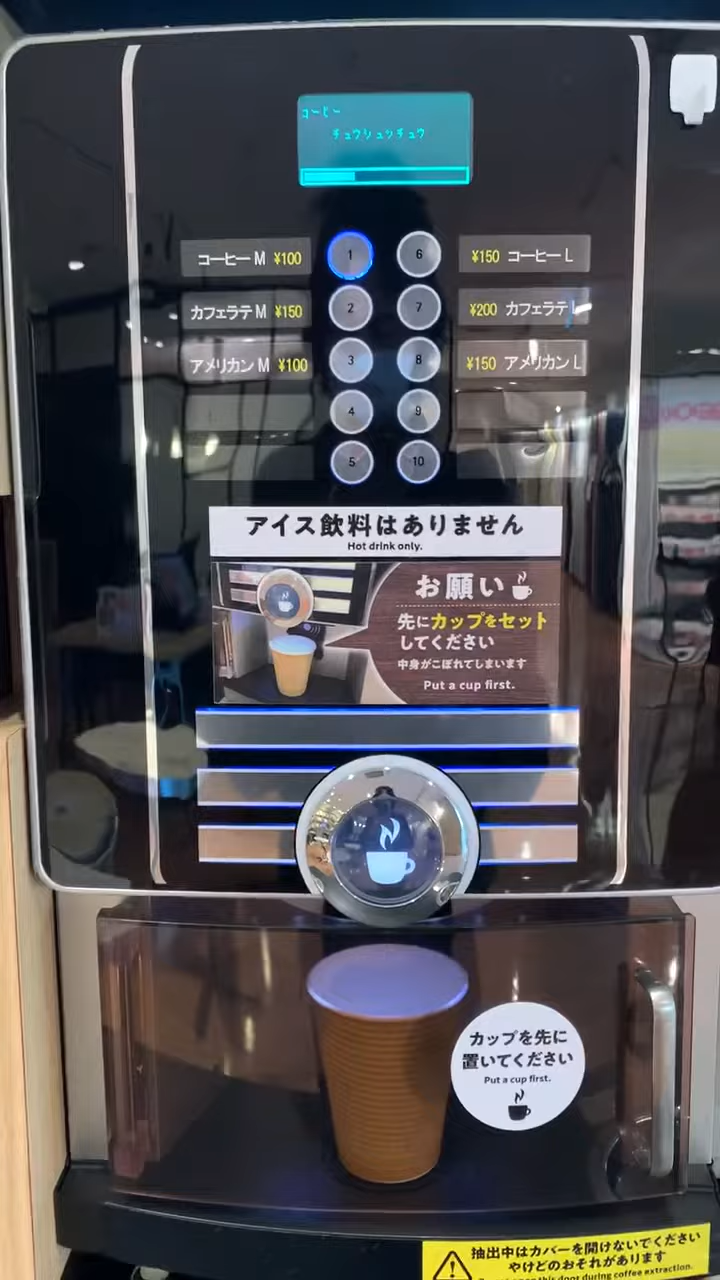 コーヒー
チュウシュツチュウ
コーヒー M ¥100
1
6
¥150 コーヒー L
カフェラテ M ¥150
2
7
¥200 カフェラテ L
アメリカン M ¥100
3
8
¥150 アメリカン L
4
9
5
10
アイス飲料はありません
Hot drink only.
お願い
先にカップをセット
してください
中身がこぼれてしまいます
Put a cup first.
カップを先に
置いてください
Put a cup first.
抽出中はカバーを開けないでください
やけどのおそれがあります
this door during coffee extraction.